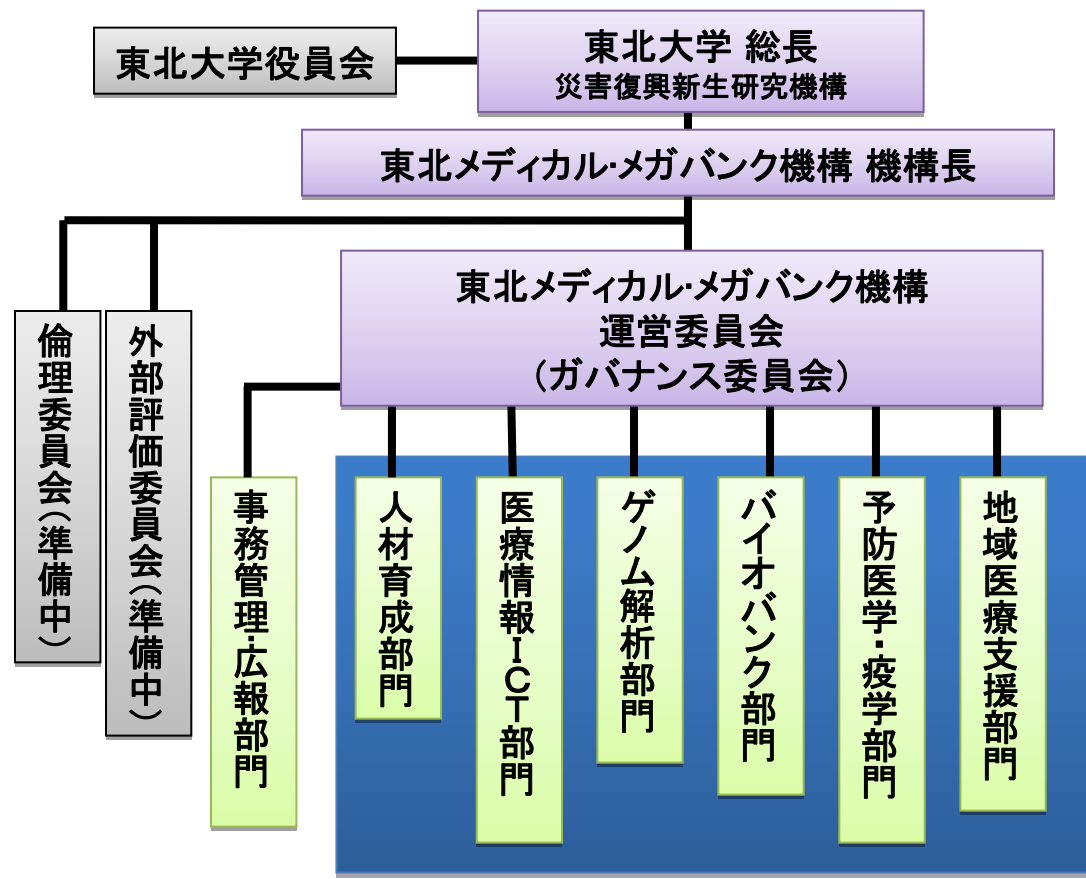 東北大学役員会
東北大学 総長
災害復興新生研究機構
東北メディカル・メガバンク機構 機構長
東北メディカル・メガバンク機構
運営委員会
（ガバナンス委員会）
倫理委員会（準備中）
外部評価委員会（準備中）
事務管理・広報部門
人材育成部門
医療情報ＩＣＴ部門
ゲノム解析部門
バイオバンク部門
予防医学・疫学部門
地域医療支援部門